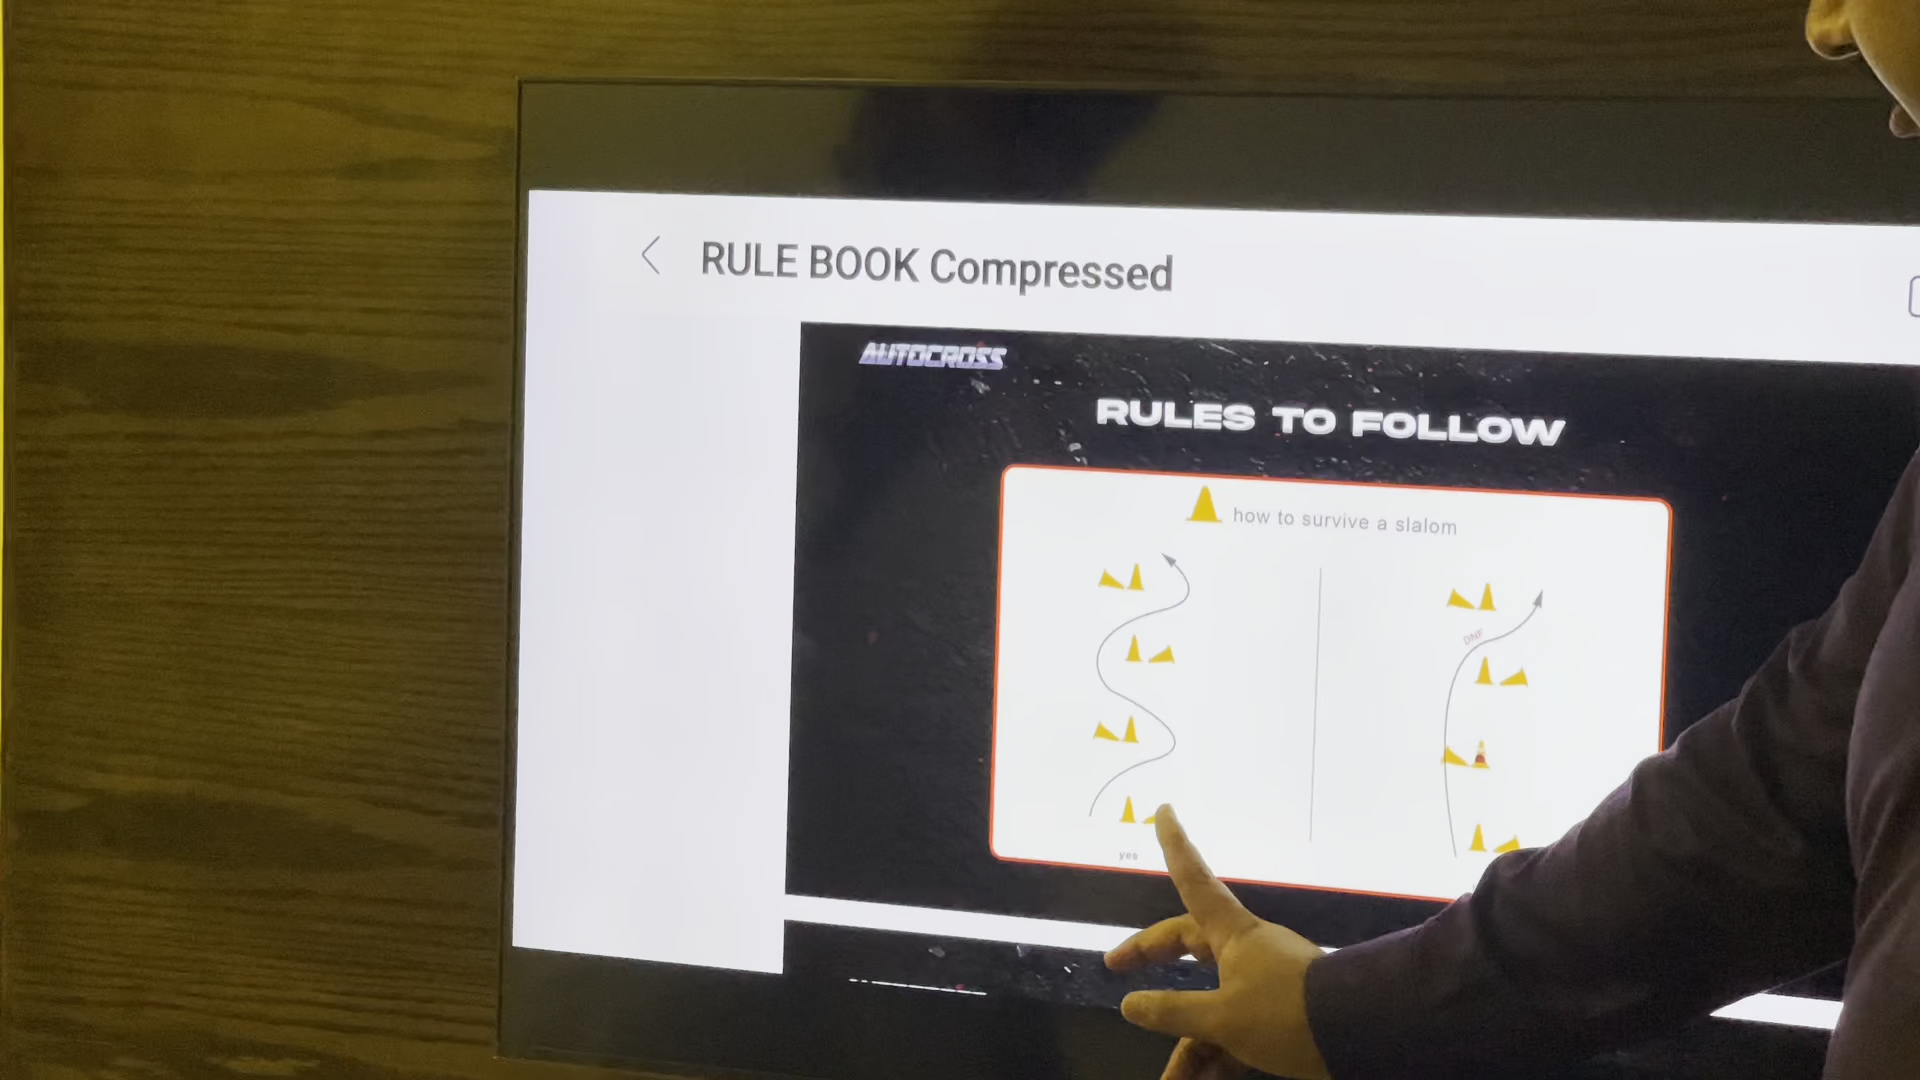 RULE BOOK Compressed
AUTOCROSS
RULES TO FOLLOW
how to survive a slalom
DNF
yes